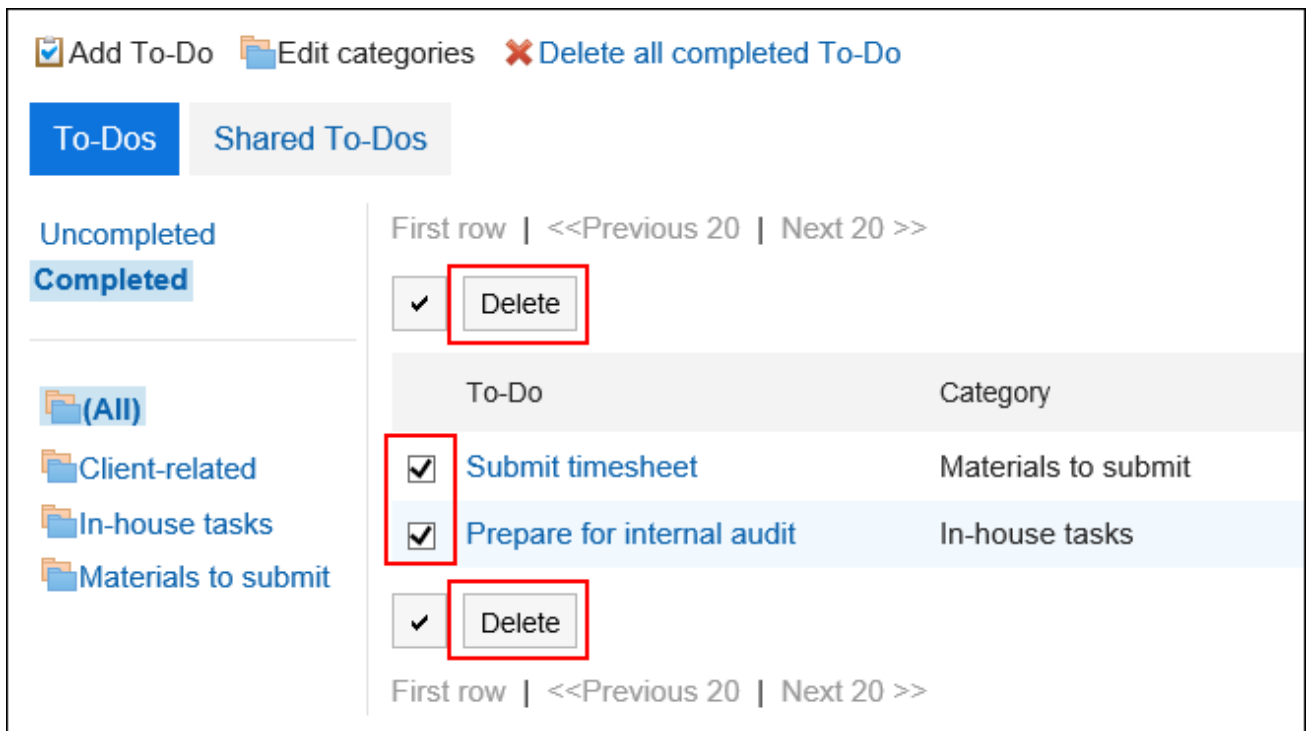 Add To-Do Edit categories Delete all completed To-Do
To-Dos Shared To-Dos
Uncompleted
Completed
(All)
Client-related
In-house tasks
Materials to submit
First row | <<Previous 20 | Next 20 >>
Delete
To-Do Category
Submit timesheet Materials to submit
Prepare for internal audit In-house tasks
Delete
First row | <<Previous 20 | Next 20 >>